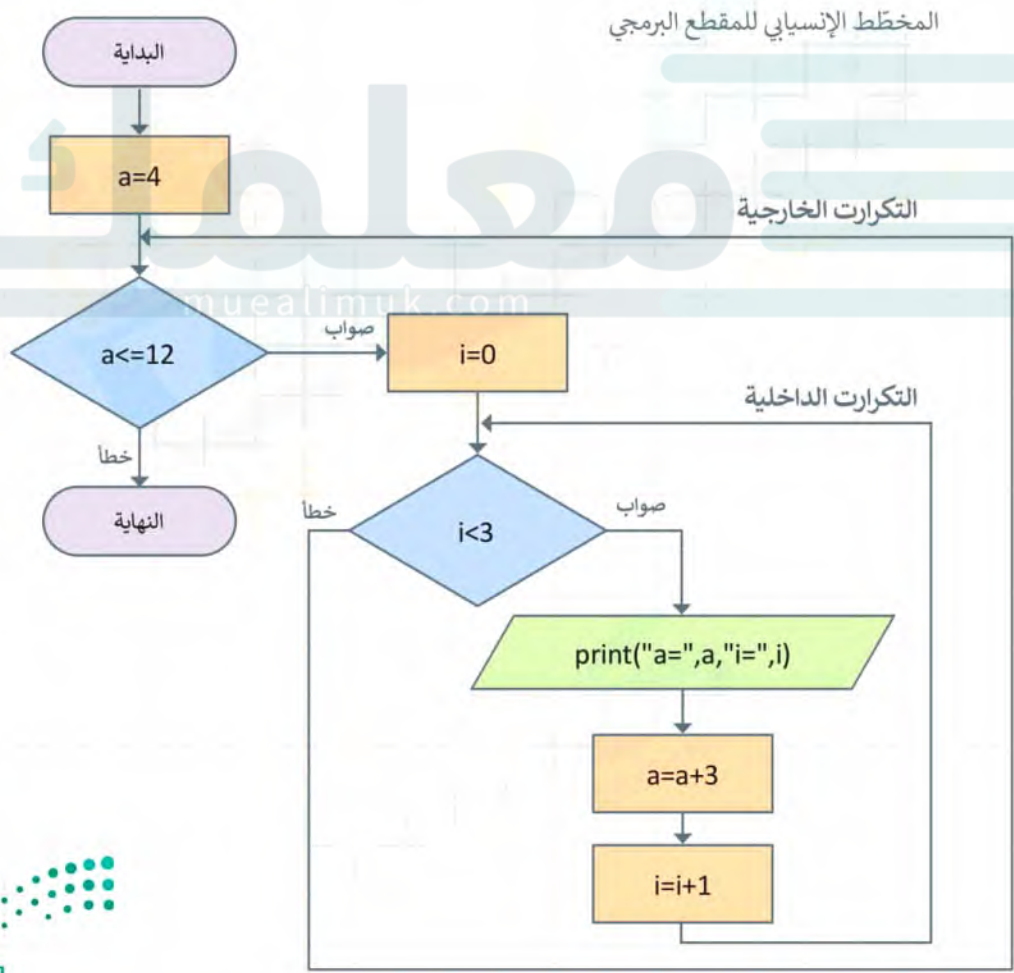 المخطّط الإنسيابي للمقطع البرمجي
البداية
a=4
التكرارت الخارجية
معلمك
muealimuk.com
a<=12
صواب
i=0
خطأ
النهاية
التكرارت الداخلية
i<3
صواب
خطأ
print("a=",a,"i=",i)
a=a+3
i=i+1